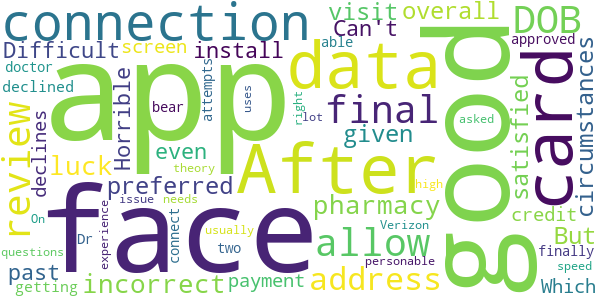 connection
visit
overall
DOB
Difficult
screen
install
Can't
able
approved
doctor
declined
app
data
good
card
circumstances
attempts
uses
bear
Horrible
right
lot
final
asked
satisfied
review
declines
luck
even
After
given
theory
preferred
high
pharmacy
credit
But
face
On
Dr
experience
issue
needs
connect
usually
two
Verizon
allow
personable
finally
past
questions
getting
incorrect
payment
address
speed
Which